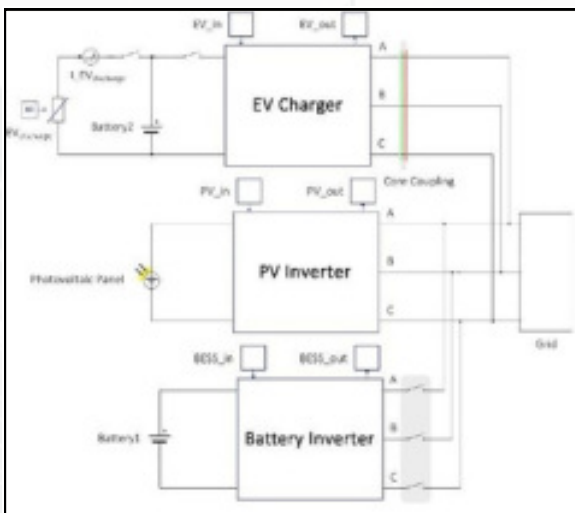 EV_in
EV_out
A
I_EVdischarge
EV Charger
B
Battery2
C
Core Coupling
PV_in
PV_out
A
Photovoltaic Panel
PV Inverter
B
C
Grid
BESS_in
BESS_out
A
Battery1
Battery Inverter
B
C